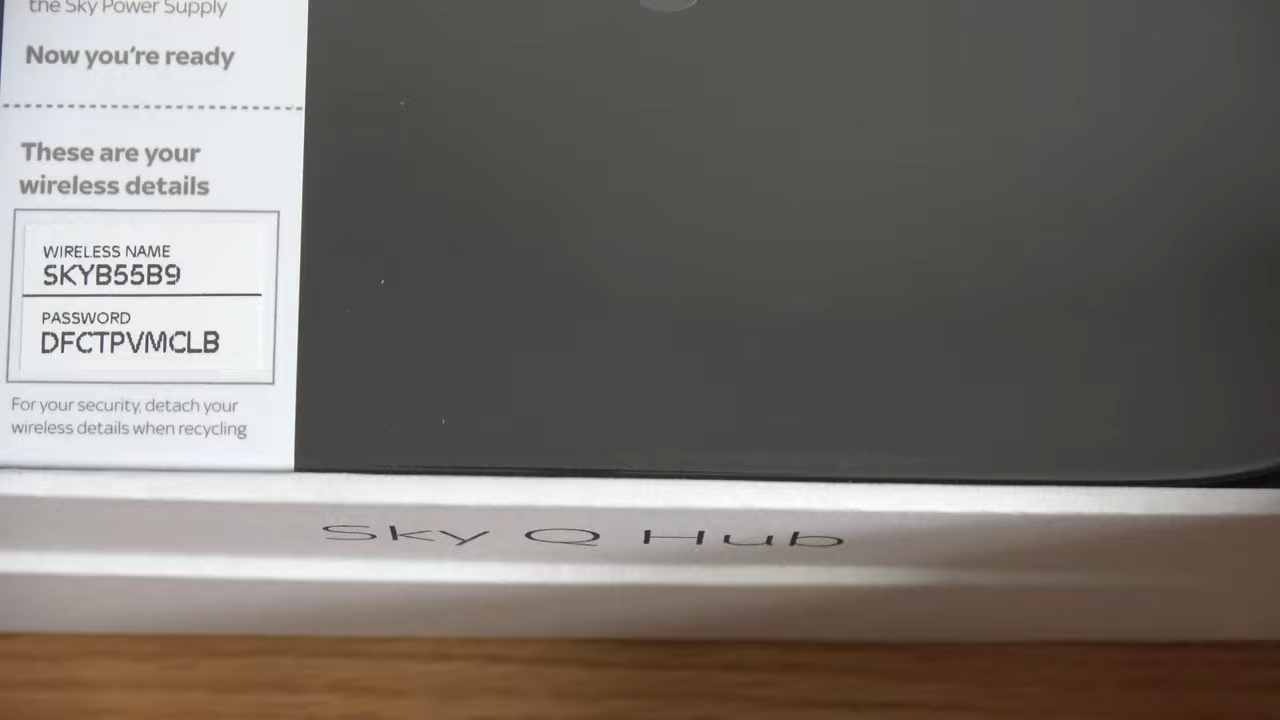 the Sky Power Supply
Now you're ready
These are your
wireless details
WIRELESS NAME
SKYB55B9
PASSWORD
DFCTPVMCLB
For your security, detach your
wireless details when recycling
Sky Q Hub